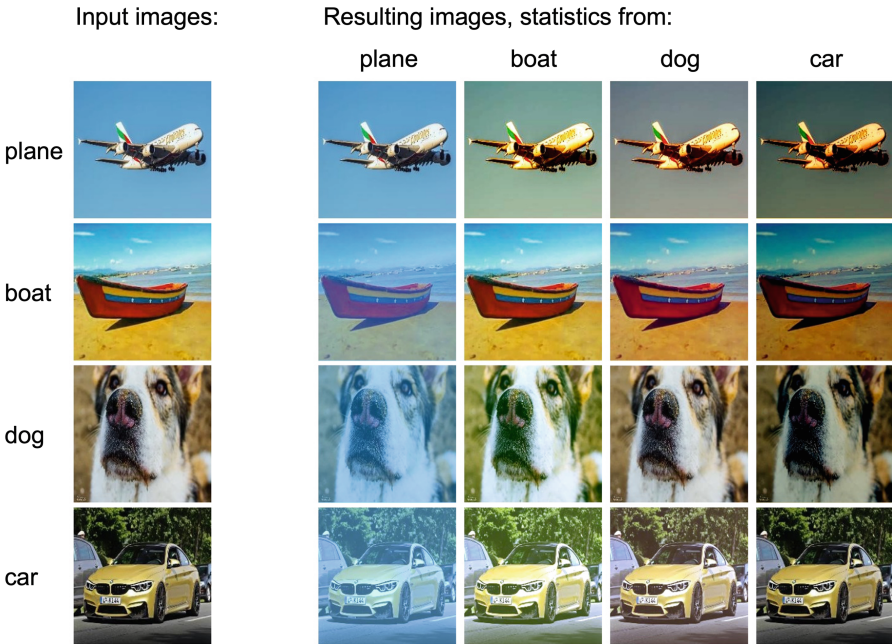 Input images: Resulting images, statistics from:
plane boat dog car
plane
boat
dog
car